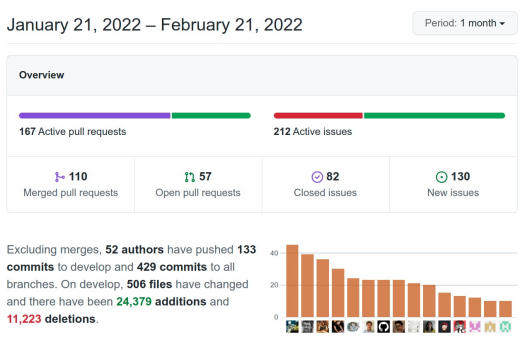 January 21, 2022 – February 21, 2022
Period: 1 month
Overview
167 Active pull requests
212 Active issues
110
Merged pull requests
57
Open pull requests
82
Closed issues
130
New issues
Excluding merges, 52 authors have pushed 133
commits to develop and 429 commits to all
branches. On develop, 506 files have changed
and there have been 24,379 additions and
11,223 deletions.
40
20
0